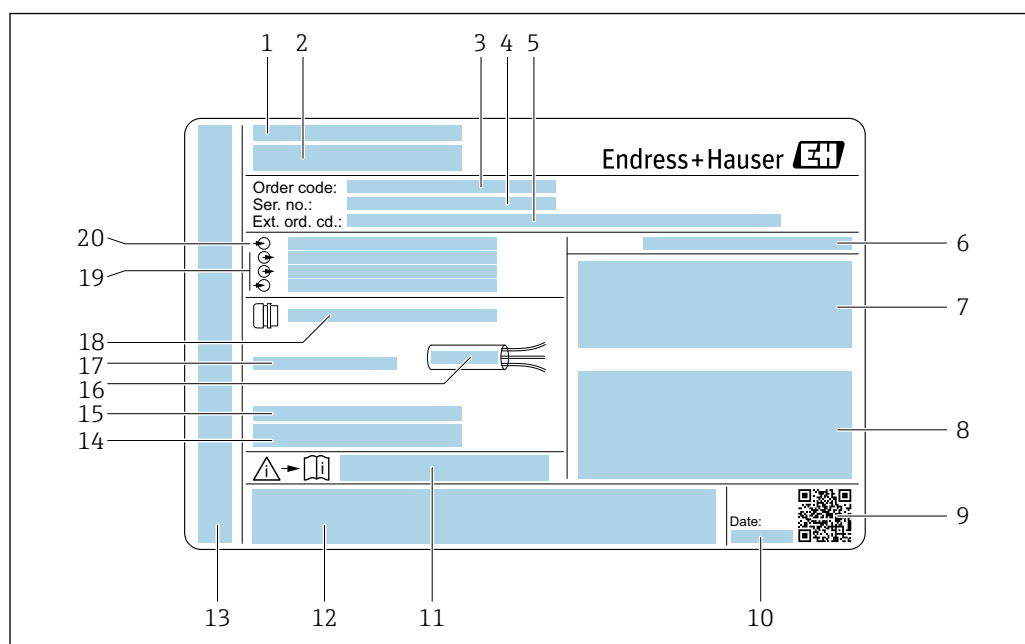 1 2 3 4 5
Endress+Hauser EH
Order code:
Ser. no.:
Ext. ord. cd.:
20
19
18
17
16
15
14
6
7
8
9
i i
Date:
13 12 11 10